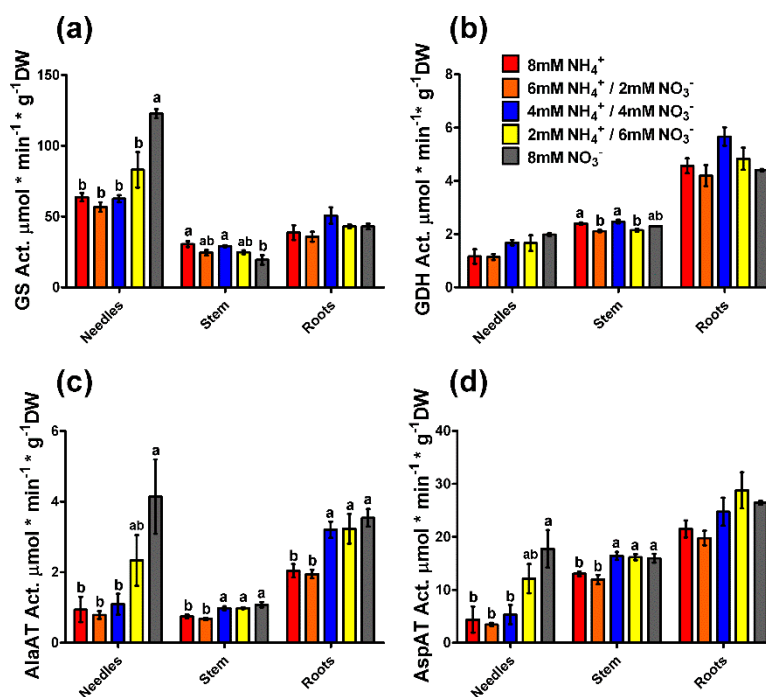 (a)
GS Act. μmol * min⁻¹ * g⁻¹DW
150
100
50
0
b b b b a
a ab a ab b
Needles Stem Roots
(b)
GDH Act. μmol * min⁻¹ * g⁻¹DW
8
6
4
2
0
8mM NH₄⁺
6mM NH₄⁺ / 2mM NO₃⁻
4mM NH₄⁺ / 4mM NO₃⁻
2mM NH₄⁺ / 6mM NO₃⁻
8mM NO₃⁻
a b a b ab
Needles Stem Roots
(c)
AlaAT Act. μmol * min⁻¹ * g⁻¹DW
6
4
2
0
b b b ab a
b b a a a
b b a a a
Needles Stem Roots
(d)
AspAT Act. μmol * min⁻¹ * g⁻¹DW
40
30
20
10
0
b b b ab a
b b a a a
Needles Stem Roots